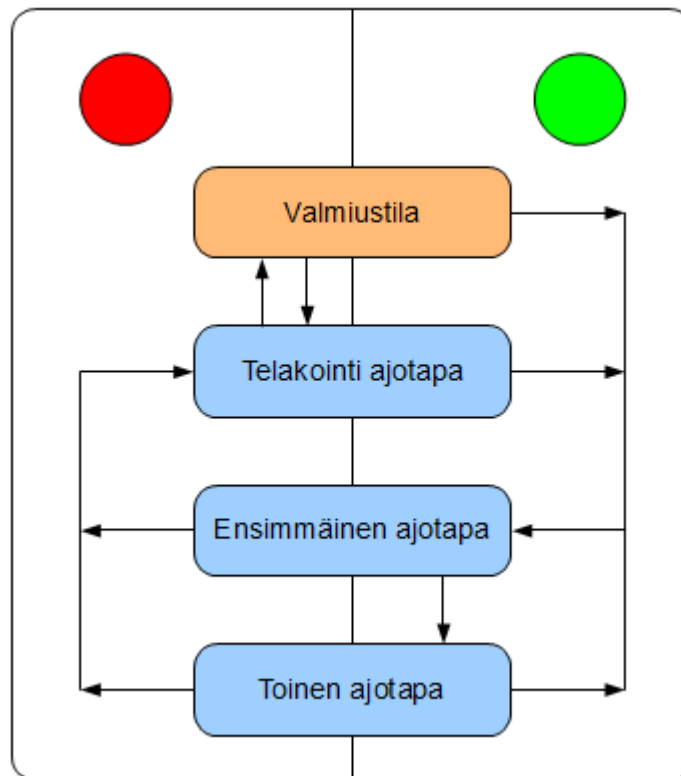 Valmiustila
Telakointi ajotapa
Ensimmäinen ajotapa
Toinen ajotapa